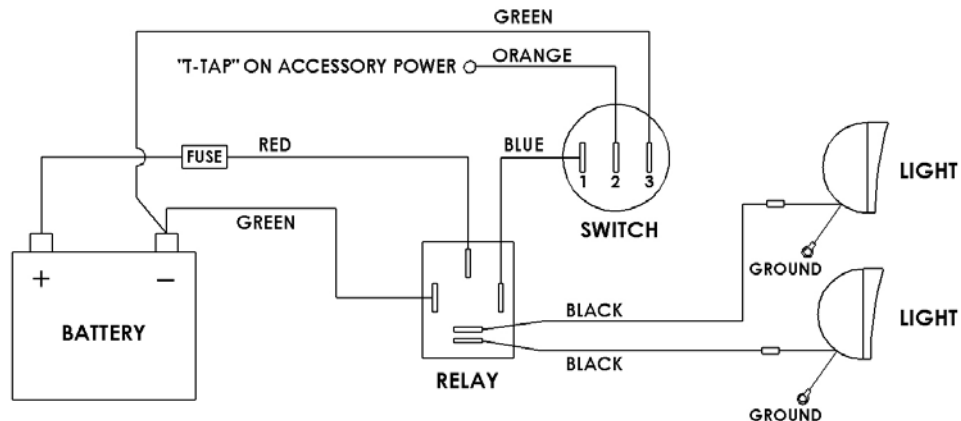 GREEN
"T-TAP" ON ACCESSORY POWER
ORANGE
FUSE
RED
BLUE
1 2 3
LIGHT
GREEN
SWITCH
GROUND
+ −
BATTERY
BLACK
LIGHT
BLACK
RELAY
GROUND